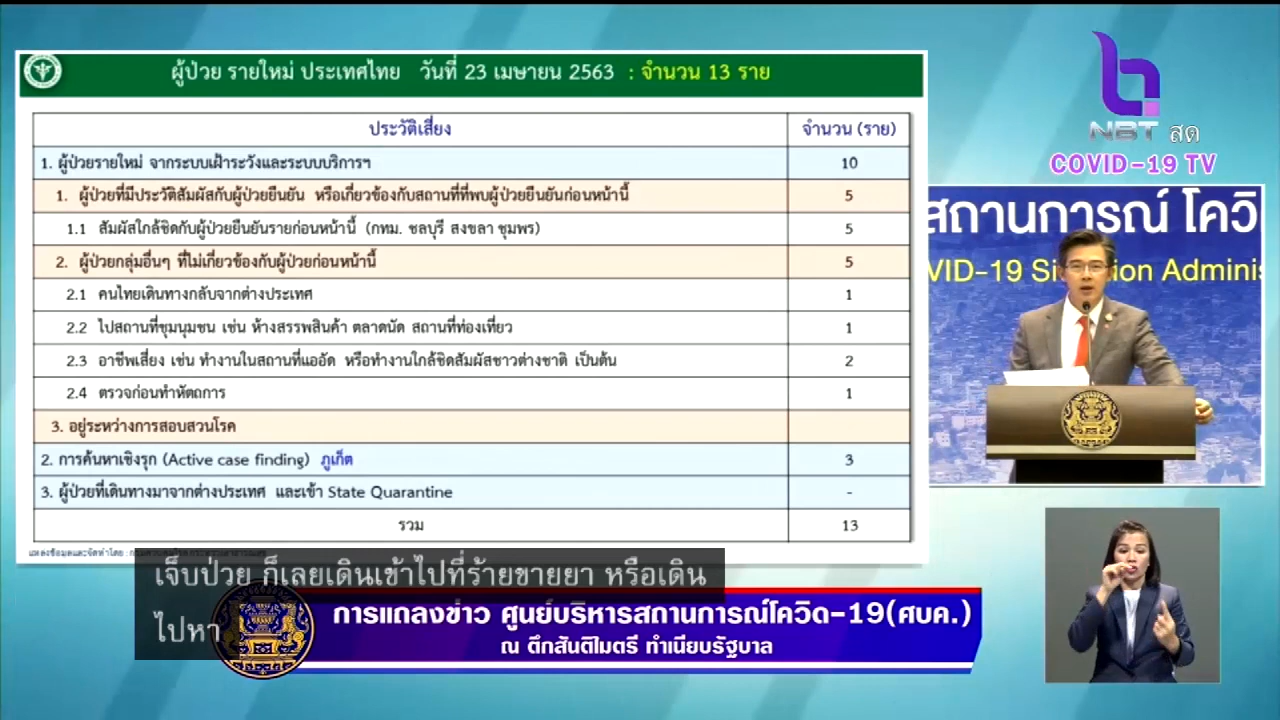 ผู้ป่วย รายใหม่ ประเทศไทย วันที่ 23 เมษายน 2563 : จำนวน 13 ราย
ประวัติเสี่ยง จำนวน (ราย)
1. ผู้ป่วยรายใหม่ จากระบบเฝ้าระวังและระบบบริการฯ 10
1. ผู้ป่วยที่มีประวัติสัมผัสกับผู้ป่วยยืนยัน หรือเกี่ยวข้องกับสถานที่ที่พบผู้ป่วยยืนยันก่อนหน้านี้ 5
1.1 สัมผัสใกล้ชิดกับผู้ป่วยยืนยันรายก่อนหน้านี้ (กทม. ชลบุรี สงขลา ชุมพร) 5
2. ผู้ป่วยกลุ่มอื่นๆ ที่ไม่เกี่ยวข้องกับผู้ป่วยก่อนหน้านี้ 5
2.1 คนไทยเดินทางกลับจากต่างประเทศ 1
2.2 ไปสถานที่ชุมนุมชน เช่น ห้างสรรพสินค้า ตลาดนัด สถานที่ท่องเที่ยว 1
2.3 อาชีพเสี่ยง เช่น ทำงานในสถานที่แออัด หรือทำงานใกล้ชิดสัมผัสชาวต่างชาติ เป็นต้น 2
2.4 ตรวจก่อนทำหัตถการ 1
3. อยู่ระหว่างการสอบสวนโรค
2. การค้นหาเชิงรุก (Active case finding) ภูเก็ต 3
3. ผู้ป่วยที่เดินทางมาจากต่างประเทศ และเข้า State Quarantine -
รวม 13
NBT สด
COVID-19 TV
สถานการณ์ โควิ
VID-19 Si ion Adminis
แหล่งข้อมูลและจัดทำโดย :
เจ็บป่วย ก็เลยเดินเข้าไปที่ร้ายขายยา หรือเดิน
ไปหา
การแถลงข่าว ศูนย์บริหารสถานการณ์โควิด-19(ศบค.)
ณ ตึกสันติไมตรี ทำเนียบรัฐบาล